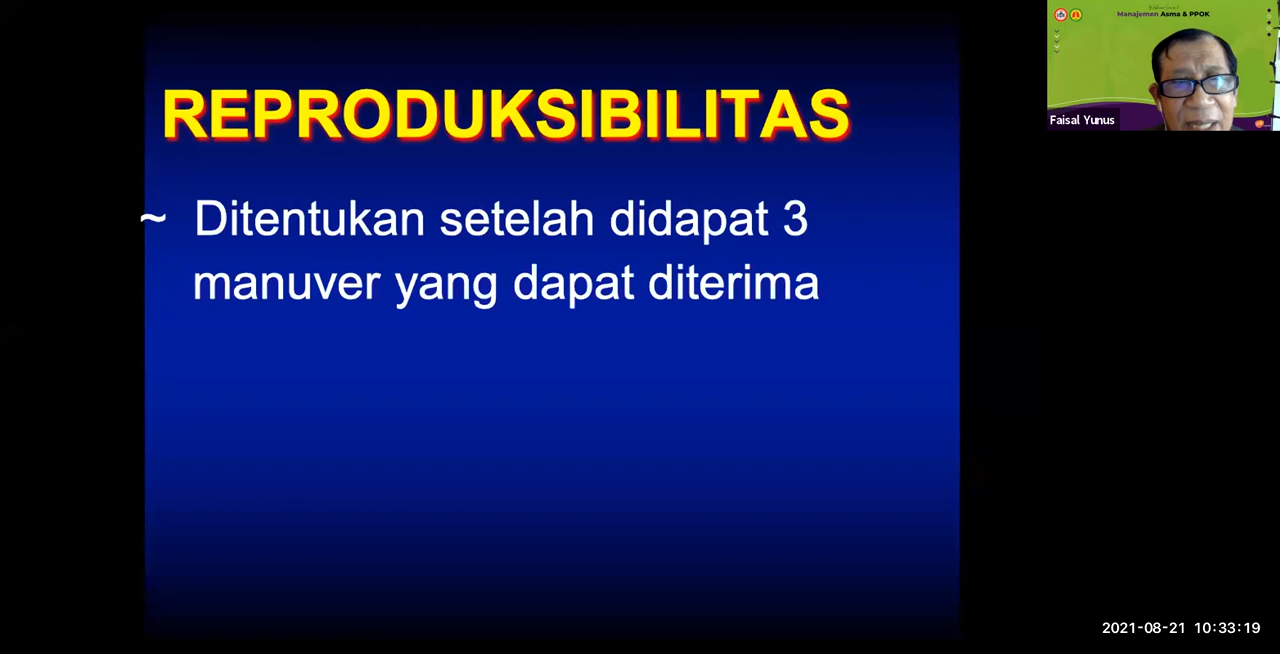 REPRODUKSIBILITAS
~ Ditentukan setelah didapat 3
manuver yang dapat diterima
Manajemen Asma & PPOK
Faisal Yunus
2021-08-21 10:33:19